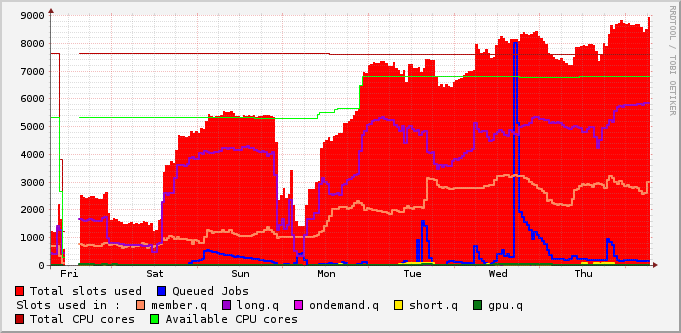 9000
8000
7000
6000
5000
4000
3000
2000
1000
0
Fri Sat Sun Mon Tue Wed Thu
Total slots used Queued Jobs
Slots used in : member.q long.q ondemand.q short.q gpu.q
Total CPU cores Available CPU cores
RRDTOOL / TOBI OETIKER